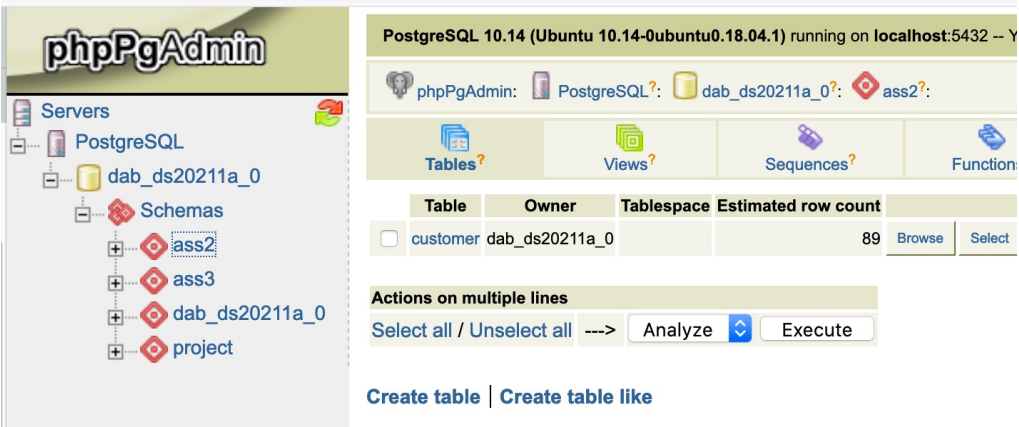 phpPgAdmin
Servers
PostgreSQL
dab_ds20211a_0
Schemas
ass2
ass3
dab_ds20211a_0
project
PostgreSQL 10.14 (Ubuntu 10.14-0ubuntu0.18.04.1) running on localhost:5432 -- Y
phpPgAdmin: PostgreSQL?: dab_ds20211a_0?: ass2?:
Tables? Views? Sequences? Function
Table Owner Tablespace Estimated row count
customer dab_ds20211a_0 89 Browse Select
Actions on multiple lines
Select all / Unselect all ---> Analyze Execute
Create table | Create table like